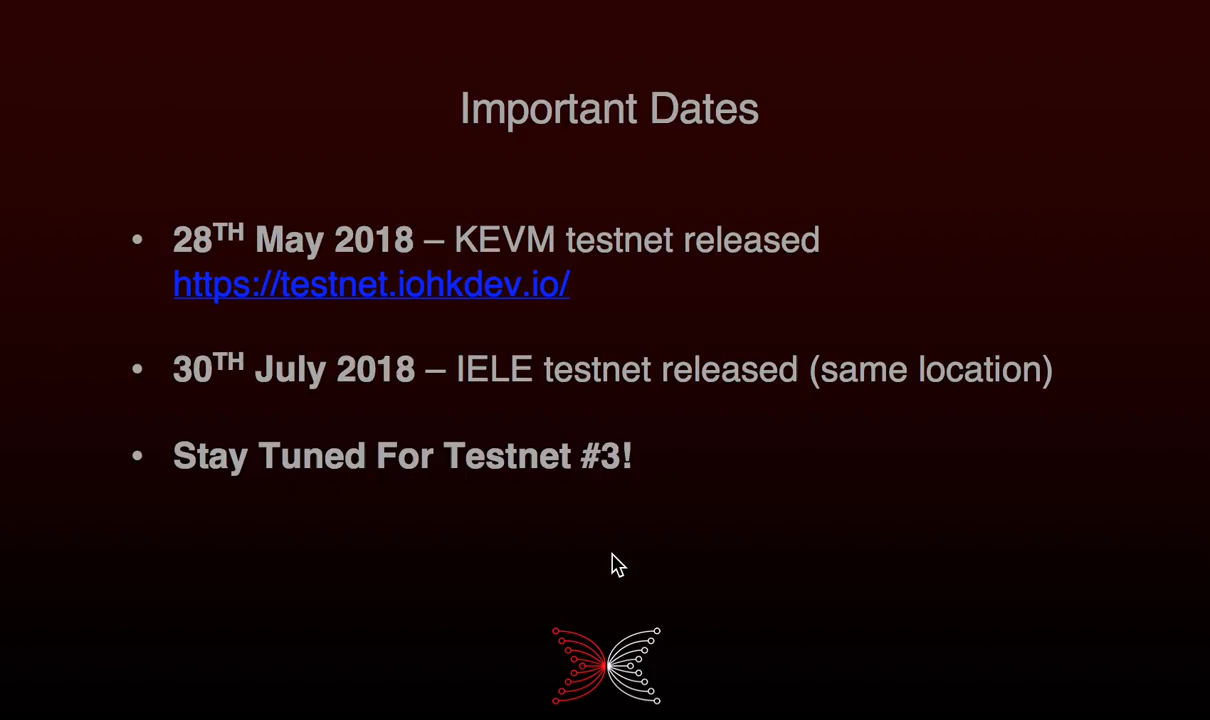 Important Dates
• 28TH May 2018 – KEVM testnet released
https://testnet.iohkdev.io/
• 30TH July 2018 – IELE testnet released (same location)
• Stay Tuned For Testnet #3!